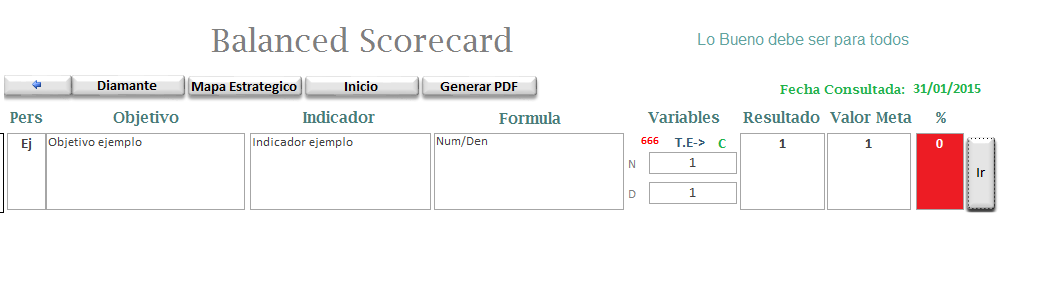 Balanced Scorecard
Lo Bueno debe ser para todos
Diamante Mapa Estrategico Inicio Generar PDF
Fecha Consultada: 31/01/2015
Pers Objetivo Indicador Formula Variables Resultado Valor Meta %
Ej Objetivo ejemplo Indicador ejemplo Num/Den 666 T.E-> C 1 1 0
N 1
Ir
D 1